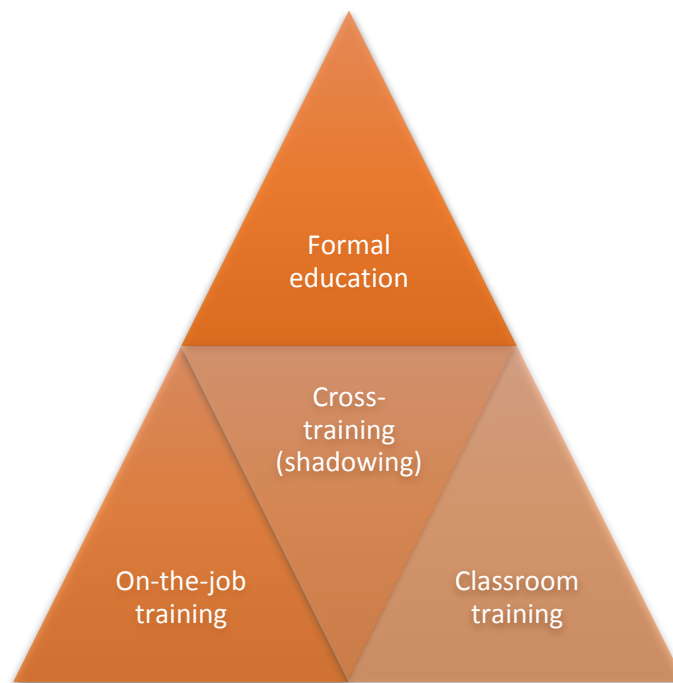 Formal
education
Cross-
training
(shadowing)
On-the-job
training
Classroom
training